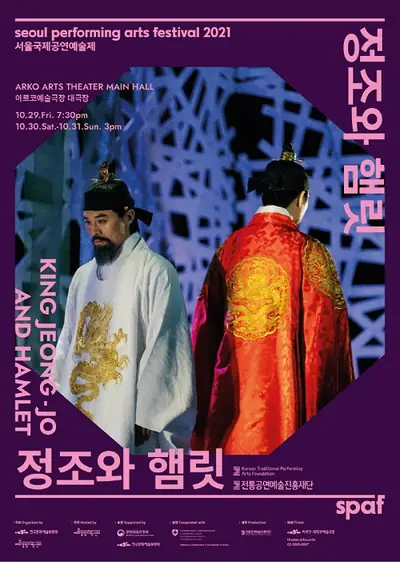 seoul performing arts festival 2021
서울국제공연예술제
ARKO ARTS THEATER MAIN HALL
아르코예술극장 대극장
10.29.Fri. 7:30pm
10.30.Sat.-10.31.Sun. 3pm
정조와 햄릿
KING JEONG-JO
AND HAMLET
정조와 햄릿
Korean Traditional Performing
Arts Foundation
전통공연예술진흥재단
spaf